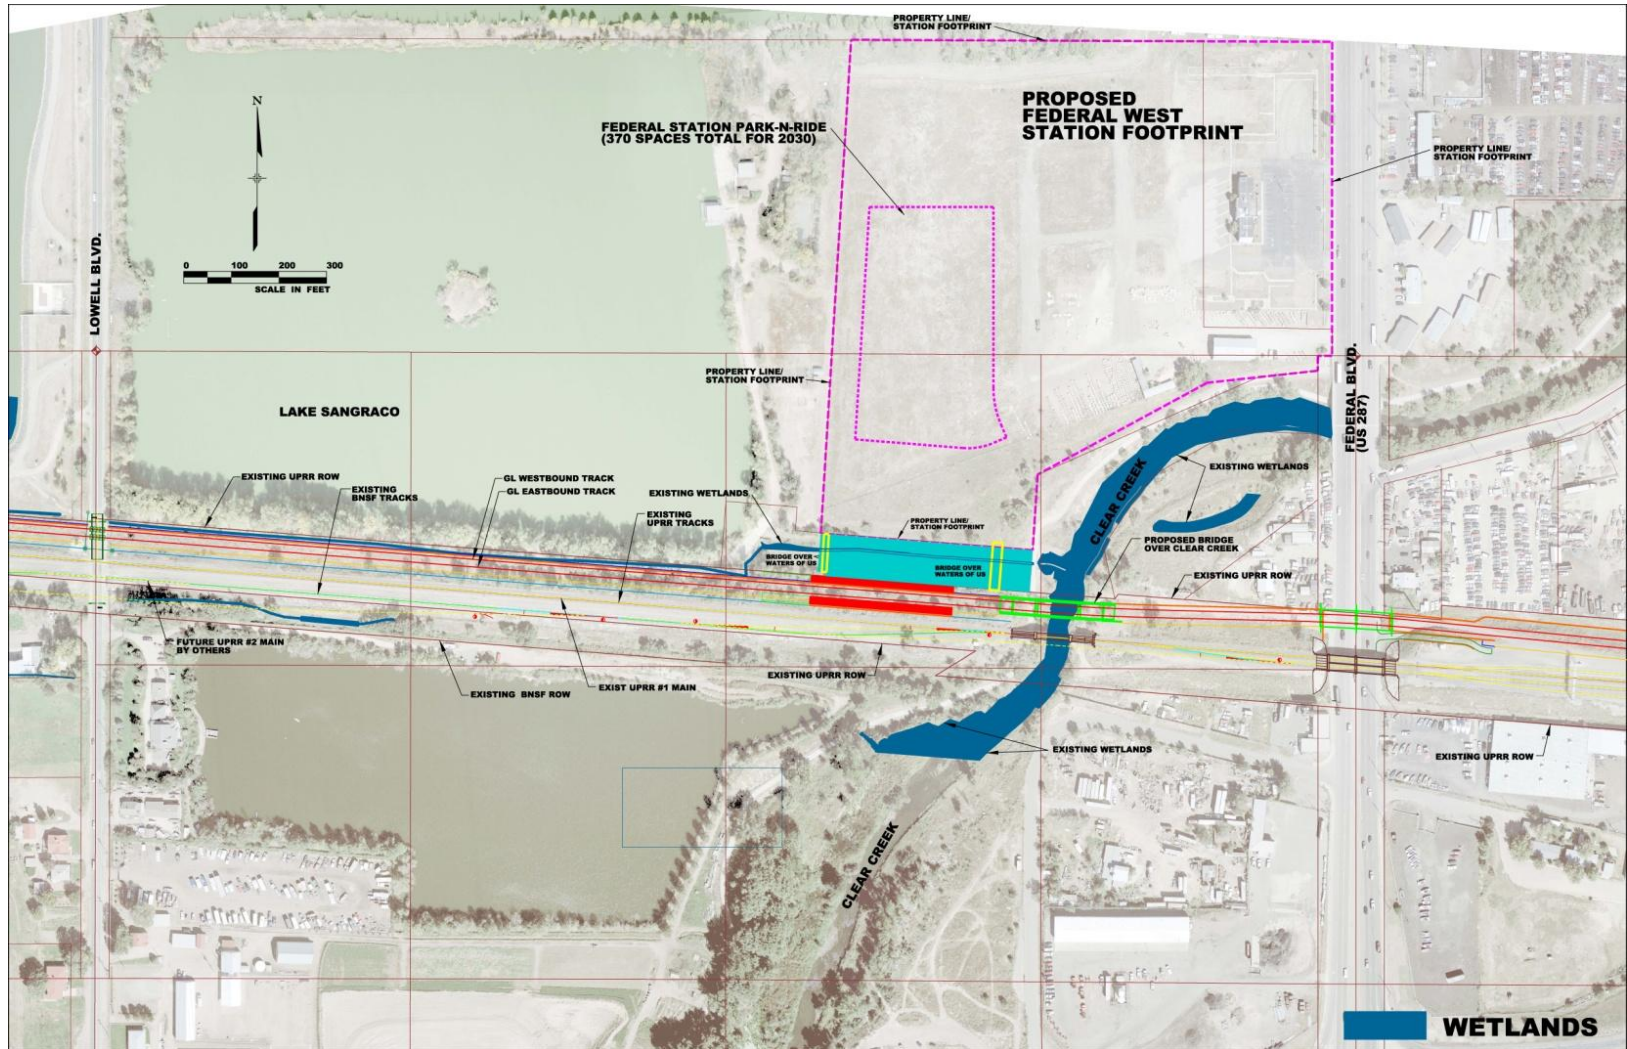 PROPERTY LINE/
STATION FOOTPRINT
PROPOSED
FEDERAL WEST
STATION FOOTPRINT
N
FEDERAL STATION PARK-N-RIDE
(370 SPACES TOTAL FOR 2030)
PROPERTY LINE/
STATION FOOTPRINT
LOWELL BLVD.
0 100 200 300
SCALE IN FEET
PROPERTY LINE/
STATION FOOTPRINT
FEDERAL BLVD.
(US 287)
LAKE SANGRACO
EXISTING UPRR ROW
EXISTING
BNSF TRACKS
GL WESTBOUND TRACK
GL EASTBOUND TRACK
EXISTING WETLANDS
EXISTING
UPRR TRACKS
PROPERTY LINE/
STATION FOOTPRINT
CLEAR CREEK
EXISTING WETLANDS
PROPOSED BRIDGE
OVER CLEAR CREEK
BRIDGE OVER
WATERS OF US
BRIDGE OVER
WATERS OF US
EXISTING UPRR ROW
FUTURE UPRR #2 MAIN
BY OTHERS
EXISTING BNSF ROW
EXIST UPRR #1 MAIN
EXISTING UPRR ROW
EXISTING WETLANDS
EXISTING UPRR ROW
CLEAR CREEK
WETLANDS